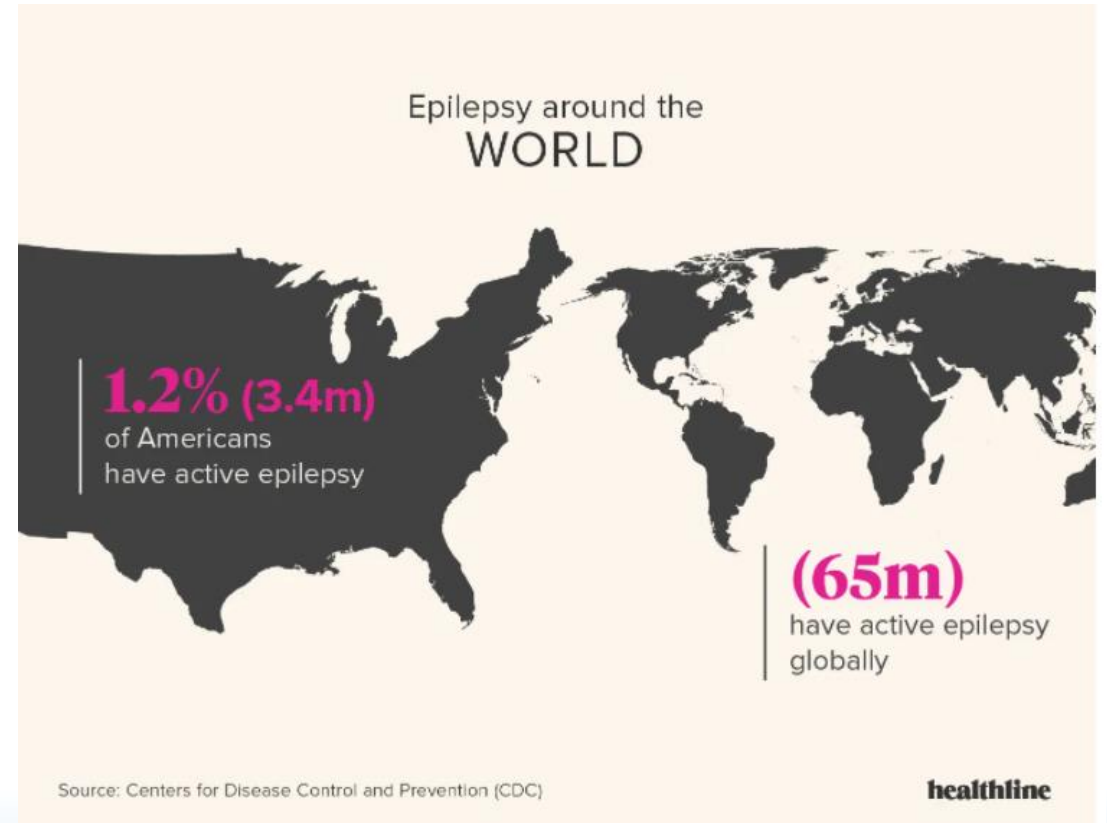 Epilepsy around the
WORLD
1.2% (3.4m)
of Americans
have active epilepsy
(65m)
have active epilepsy
globally
Source: Centers for Disease Control and Prevention (CDC)
healthline